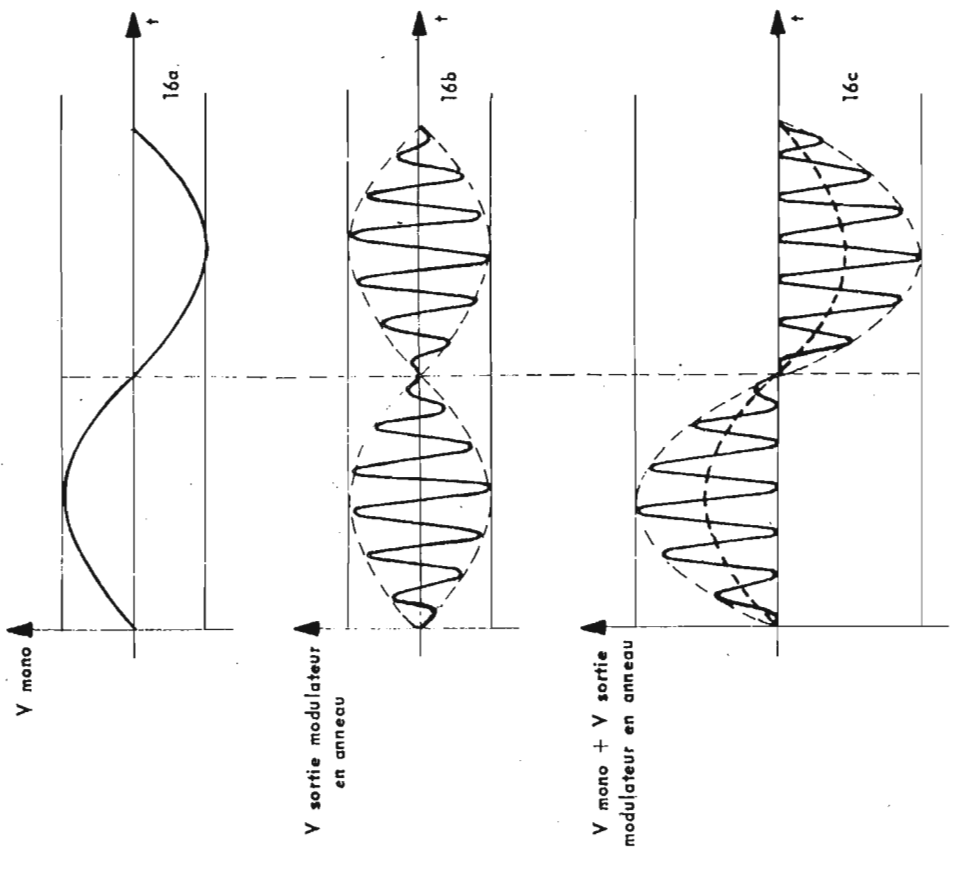 V mono
t
16a
V sortie modulateur
en anneau
t
16b
V mono + V sortie
modulateur en anneau
t
16c